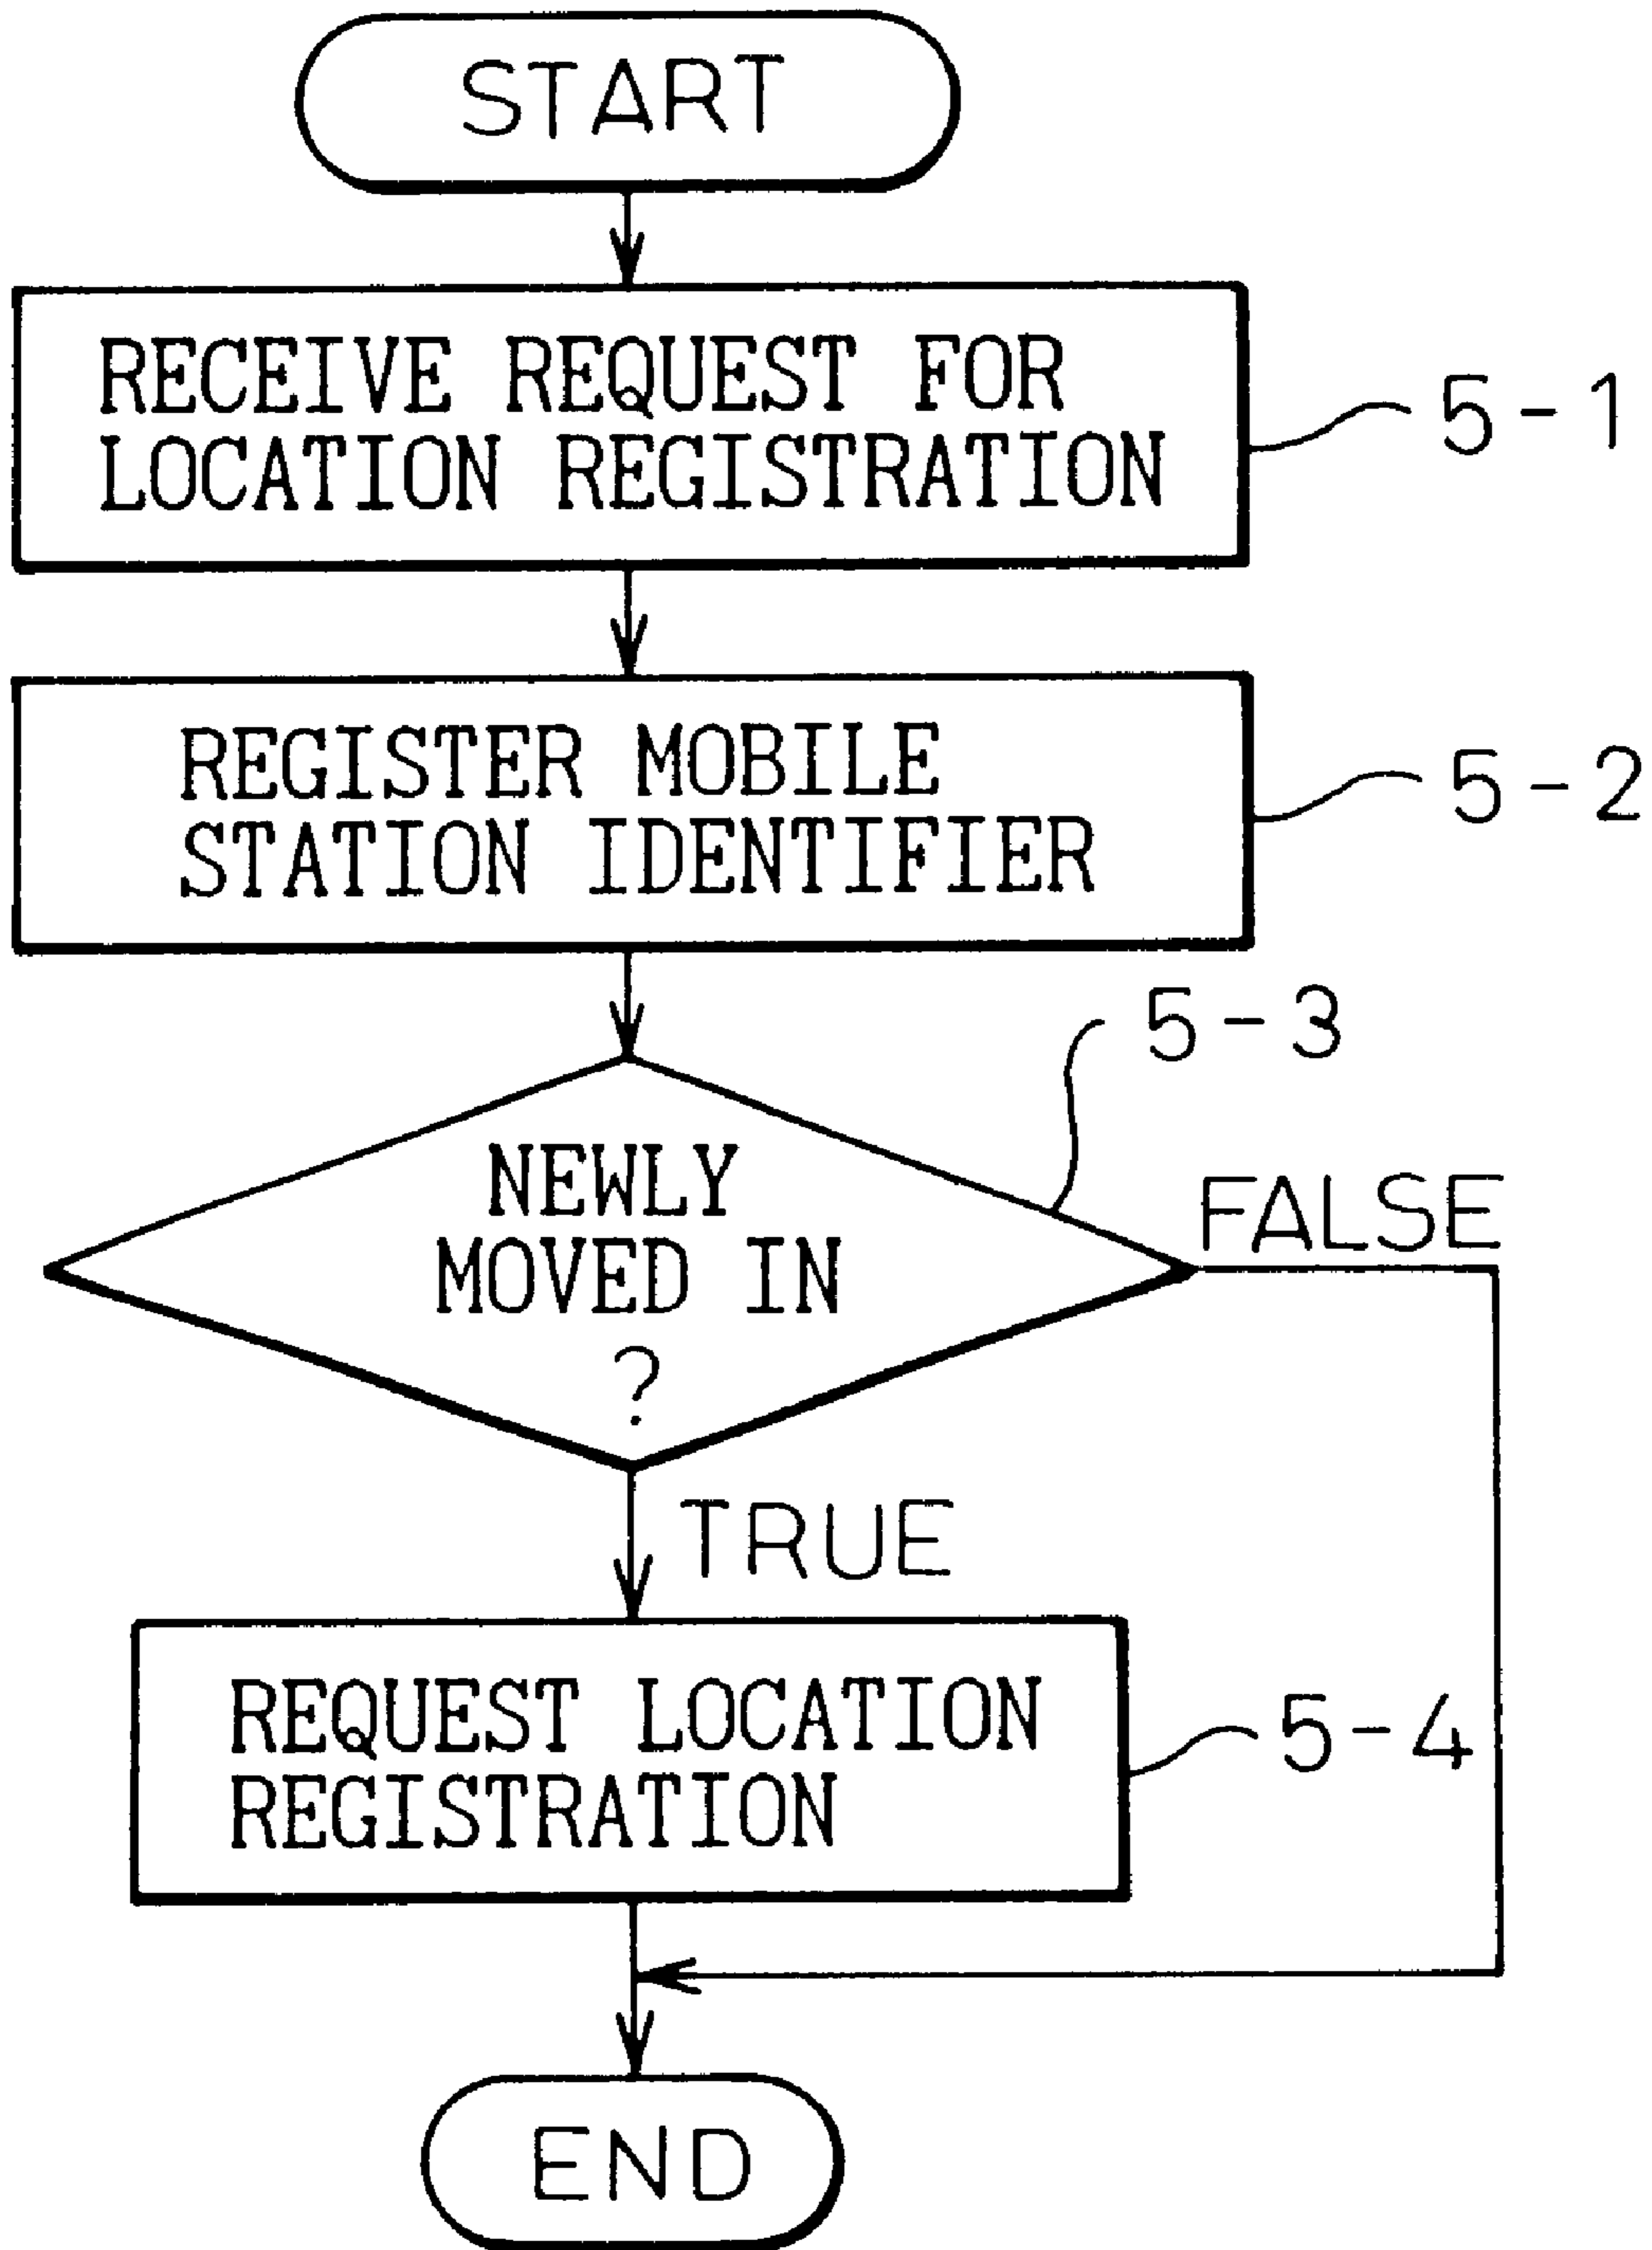 START
RECEIVE REQUEST FOR
LOCATION REGISTRATION
5-1
REGISTER MOBILE
STATION IDENTIFIER
5-2
5-3
NEWLY
MOVED IN
?
FALSE
TRUE
REQUEST LOCATION
REGISTRATION
5-4
END